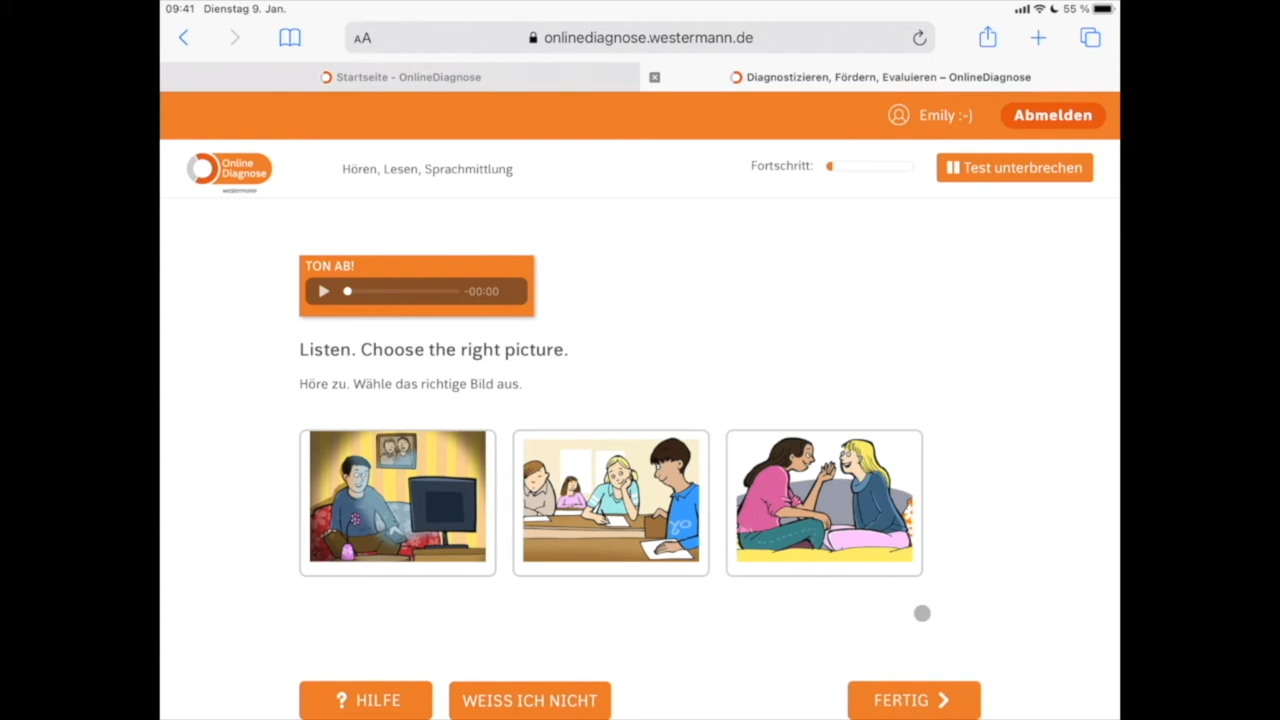 09:41 Dienstag 9. Jan.
55 %
AA
onlinediagnose.westermann.de
Startseite - OnlineDiagnose
Diagnostizieren, Fördern, Evaluieren – OnlineDiagnose
Emily :-)
Abmelden
Online
Diagnose
westermann
Hören, Lesen, Sprachmittlung
Fortschritt:
Test unterbrechen
TON AB!
-00:00
Listen. Choose the right picture.
Höre zu. Wähle das richtige Bild aus.
YO
? HILFE
WEISS ICH NICHT
FERTIG